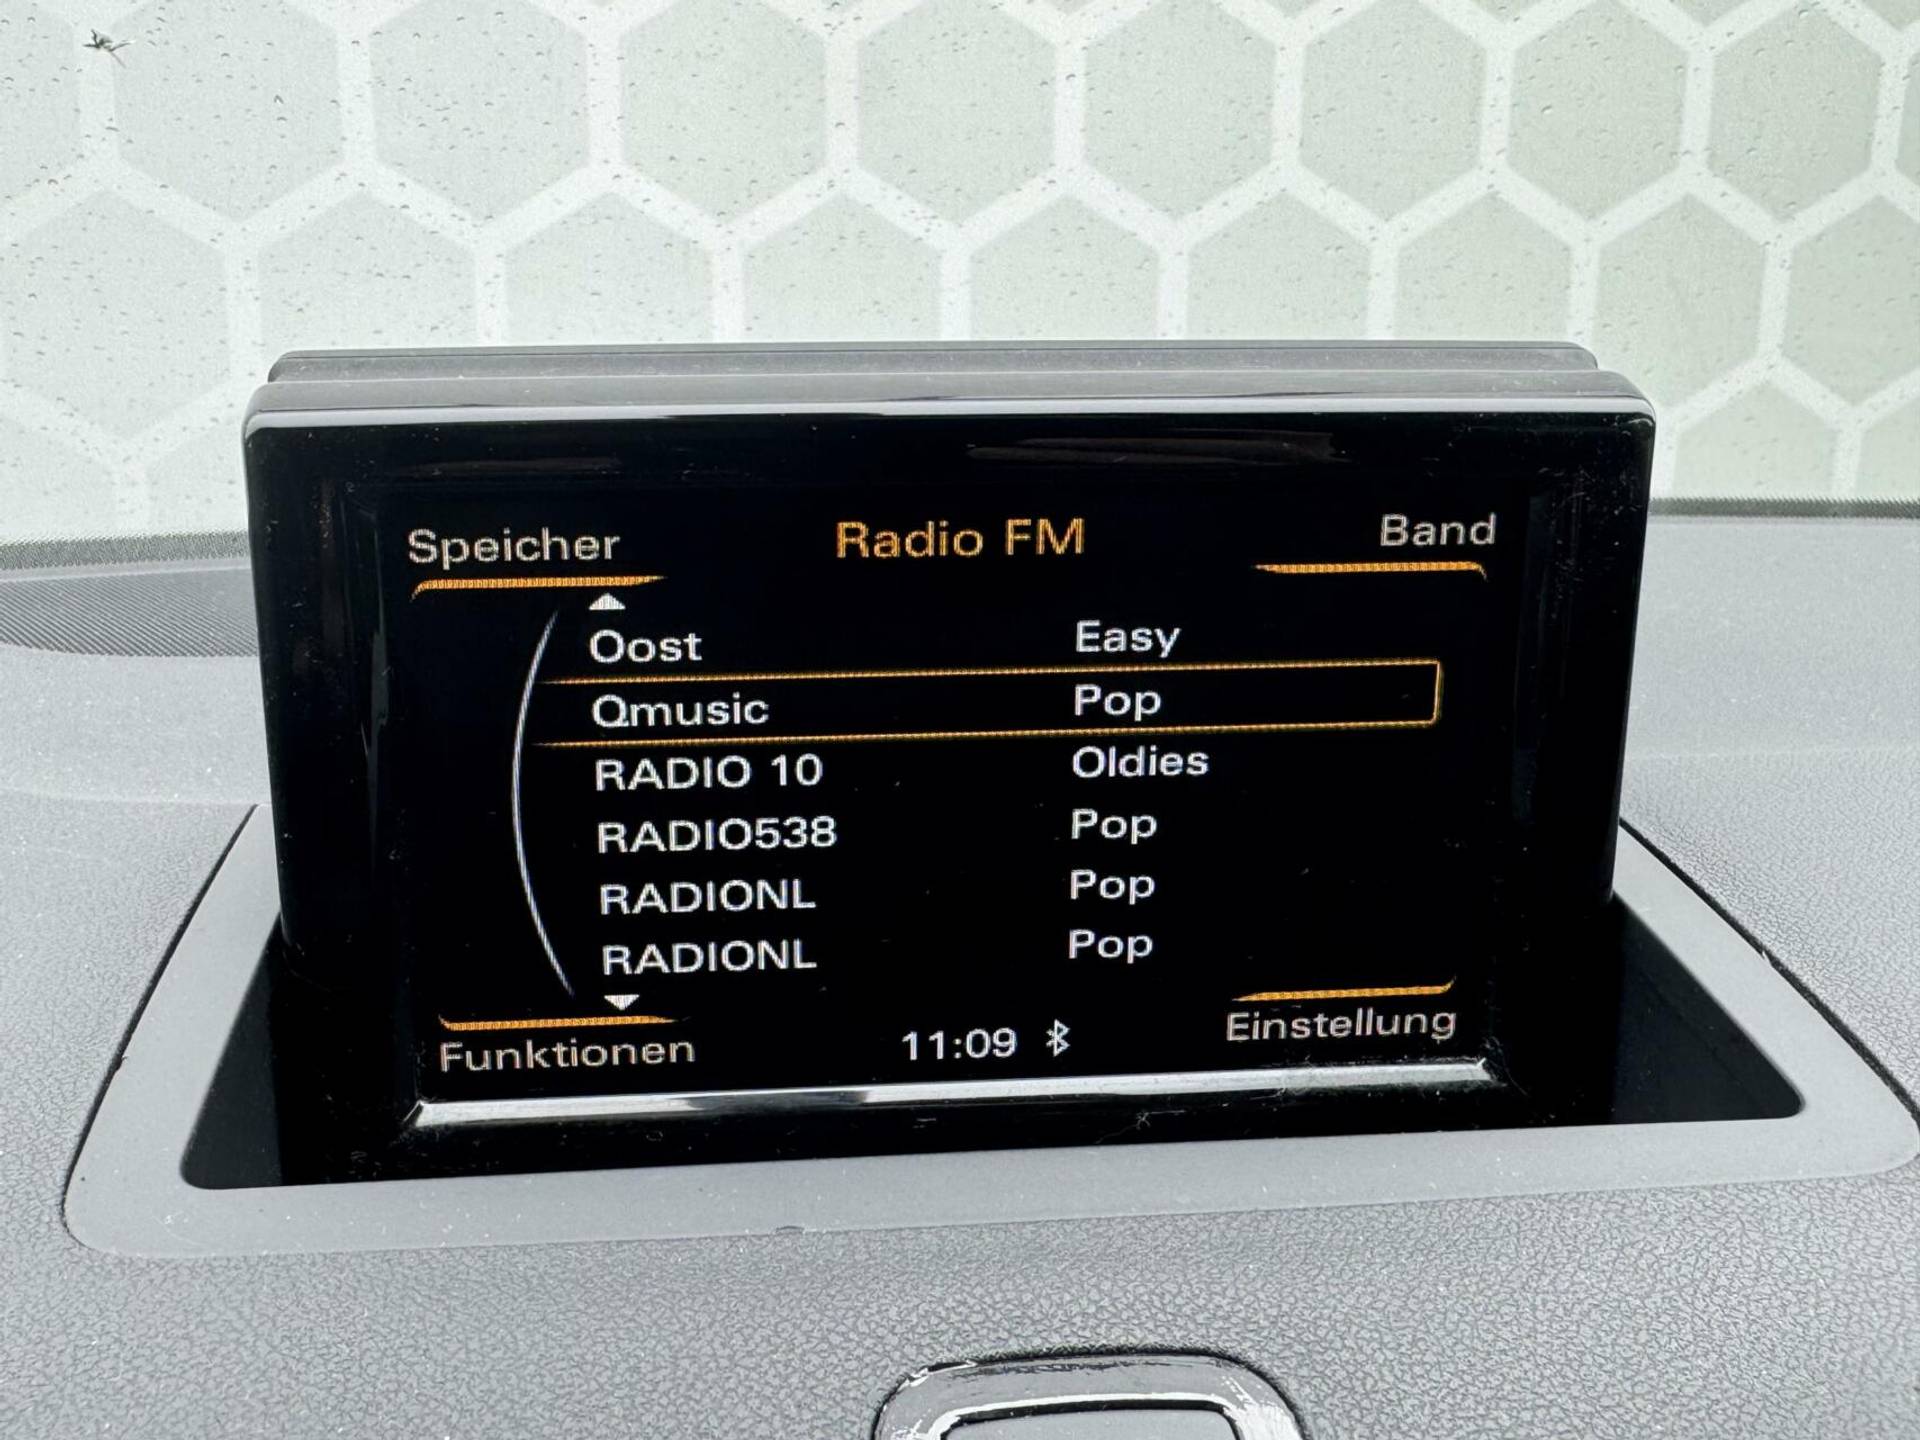 Speicher Radio FM Band
Oost Easy
Qmusic Pop
RADIO 10 Oldies
RADIO538 Pop
RADIONL Pop
RADIONL Pop
Funktionen 11:09 Einstellung